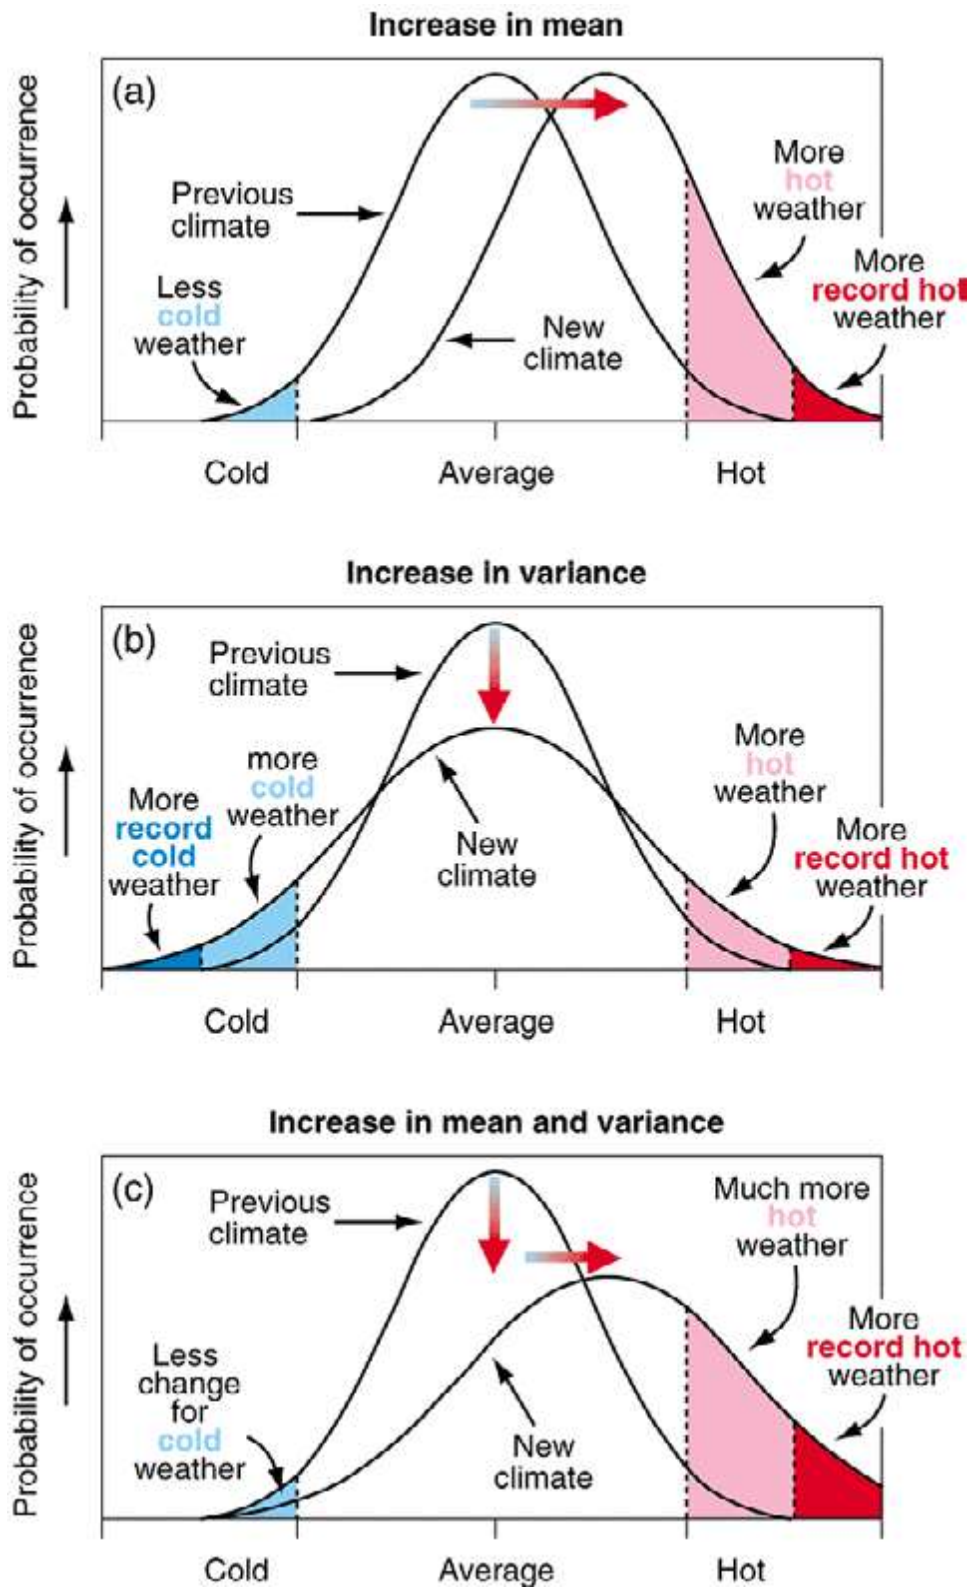 Increase in mean
(a)
Probability of occurrence
Previous
climate
Less
cold
weather
New
climate
More
hot
weather
More
record hot
weather
Cold
Average
Hot
Increase in variance
(b)
Probability of occurrence
Previous
climate
more
cold
weather
More
record
cold
weather
New
climate
More
hot
weather
More
record hot
weather
Cold
Average
Hot
Increase in mean and variance
(c)
Probability of occurrence
Previous
climate
Less
change
for
cold
weather
New
climate
Much more
hot
weather
More
record hot
weather
Cold
Average
Hot